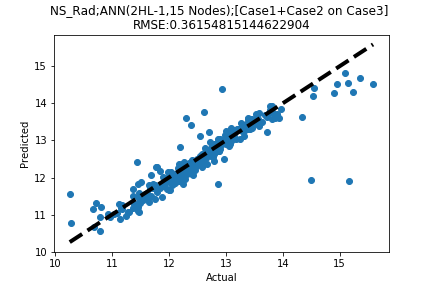 NS_Rad;ANN(2HL-1,15 Nodes);[Case1+Case2 on Case3]
RMSE:0.36154815144622904
15
14
13
12
11
10
Predicted
10 11 12 13 14 15
Actual